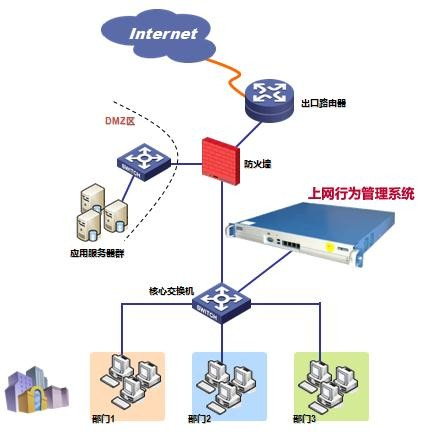 Internet
出口路由器
DMZ区
SWITCH
防火墙
应用服务器群
上网行为管理系统
核心交换机
SWITCH
部门1
部门2
部门3